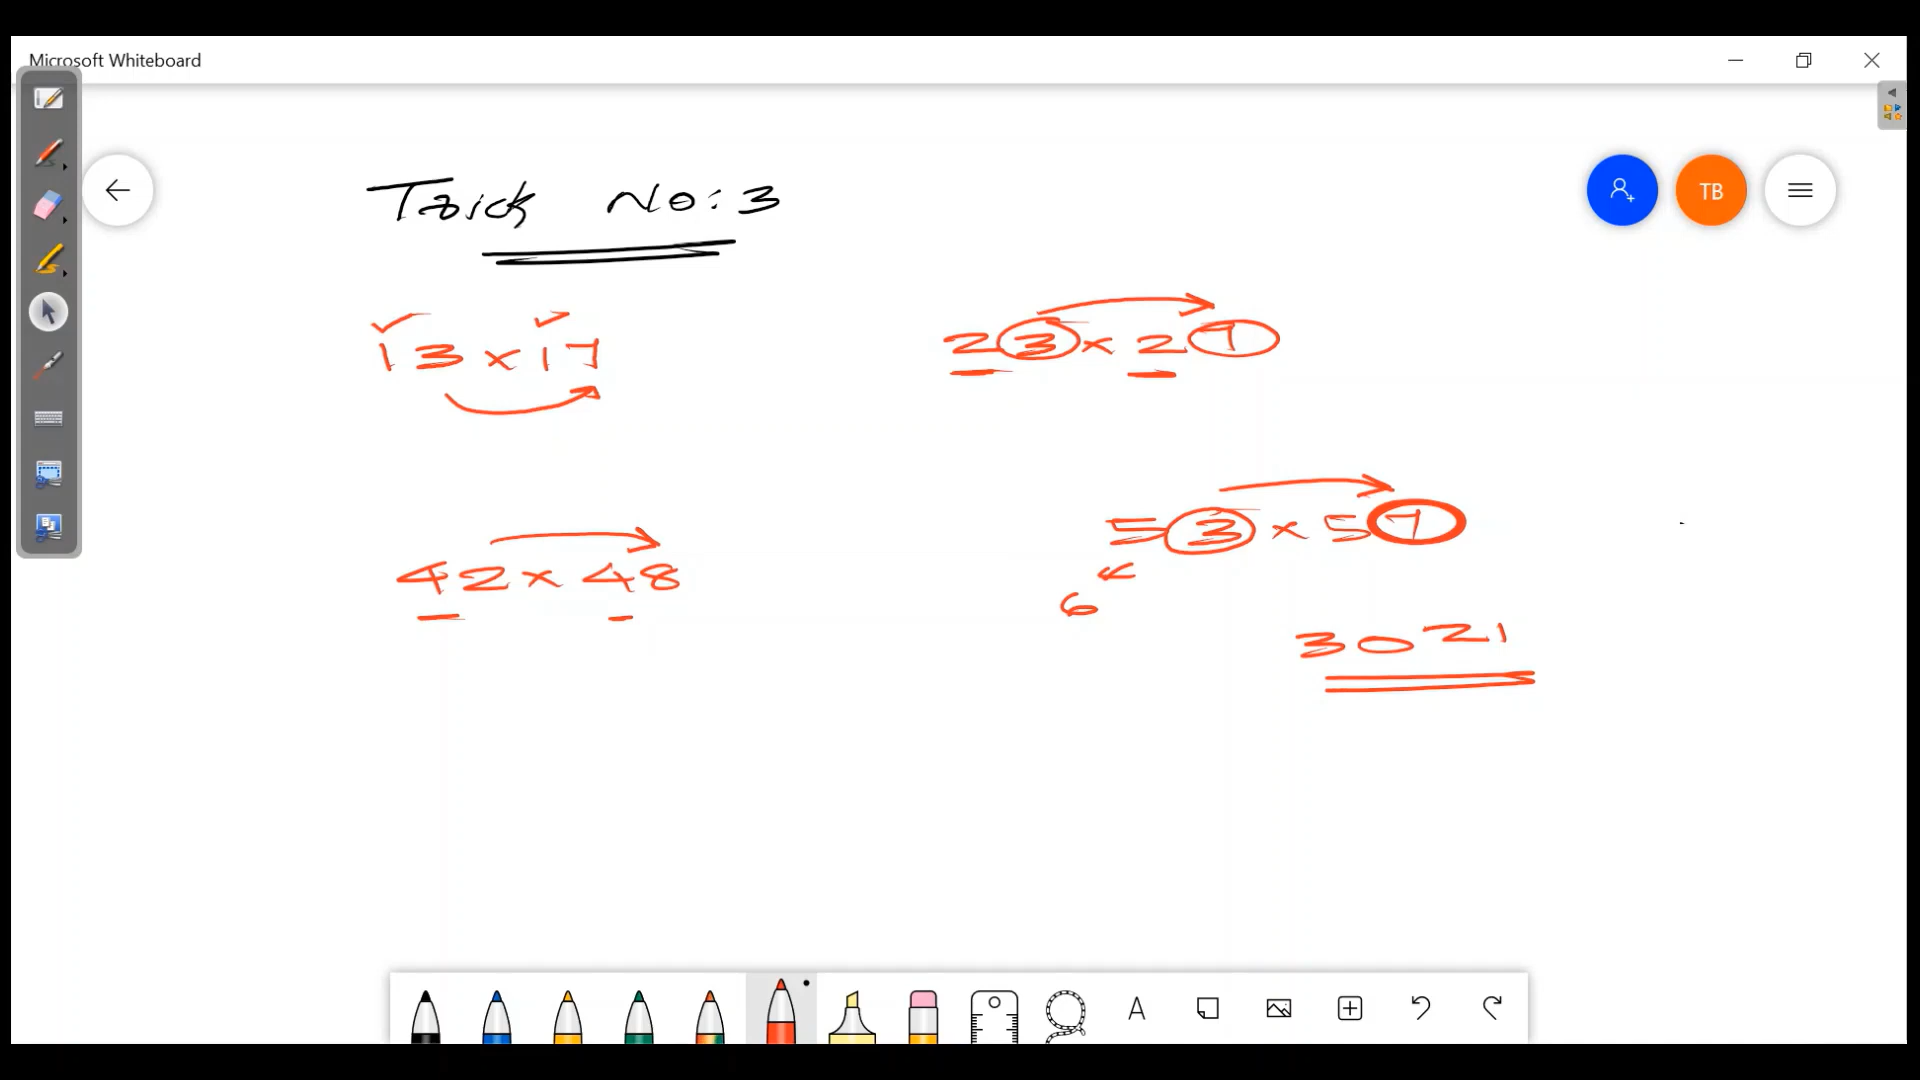 Microsoft Whiteboard
TB
Trick No: 3
13 x 17
23 x 27
53 x 57
42 x 48
6
3021
A